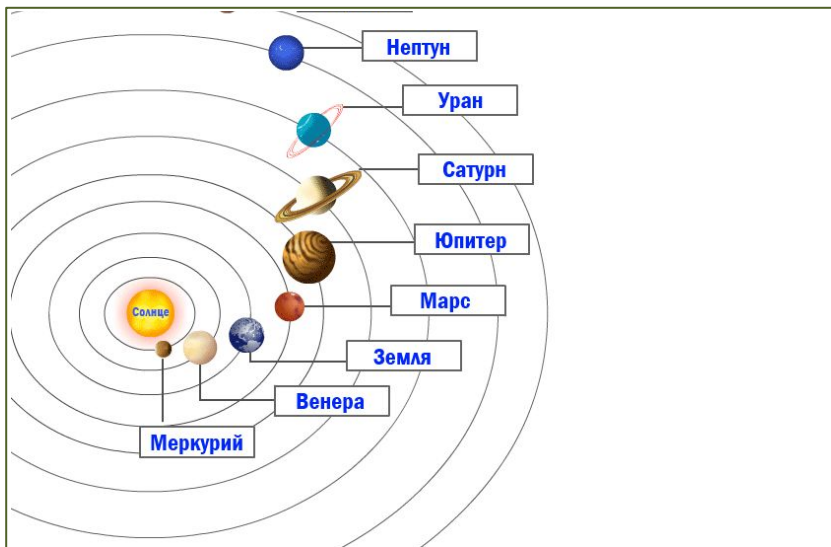 Нептун
Уран
Сатурн
Юпитер
Марс
Солнце
Земля
Венера
Меркурий